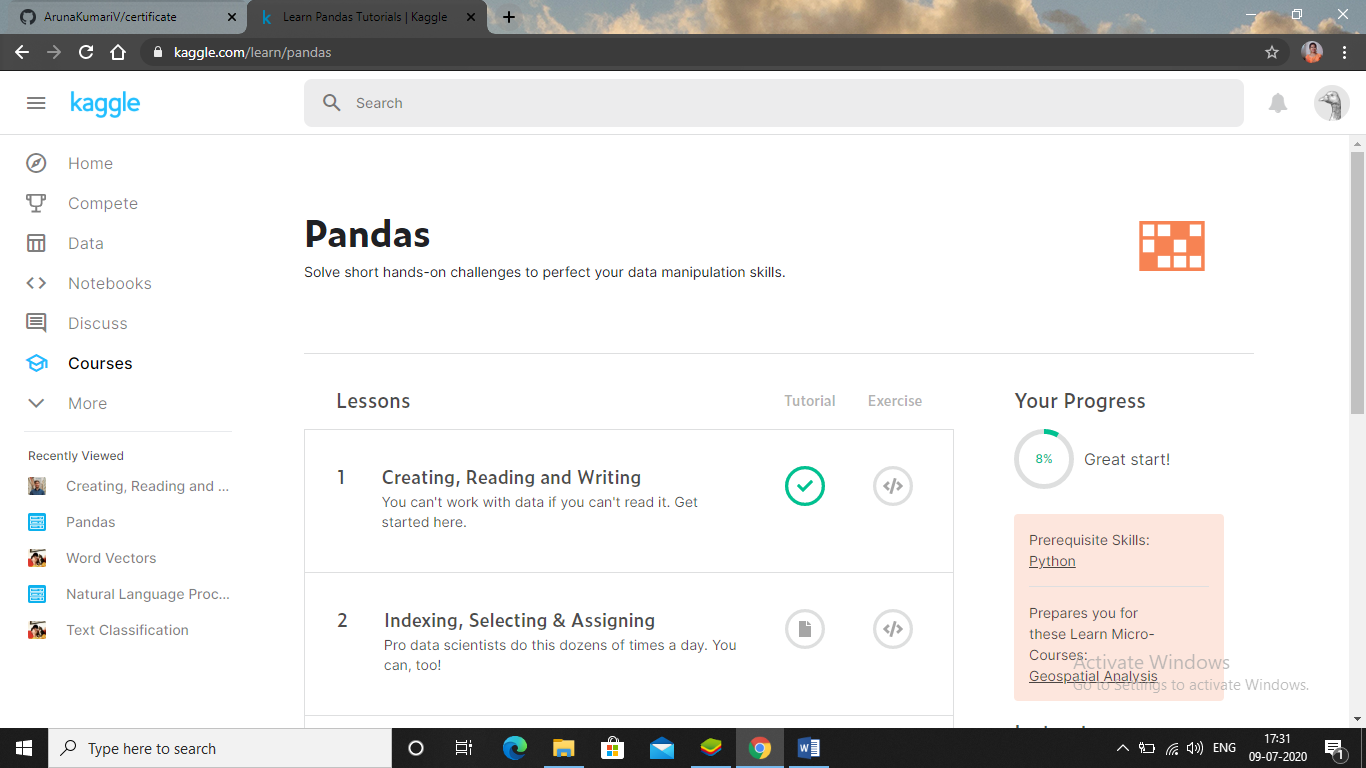 ArunaKumariV/certificate
Learn Pandas Tutorials | Kaggle
kaggle.com/learn/pandas
kaggle
Search
Home
Compete
Data
Notebooks
Discuss
Courses
More
Recently Viewed
Creating, Reading and ...
Pandas
Word Vectors
Natural Language Proc...
Text Classification
Pandas
Solve short hands-on challenges to perfect your data manipulation skills.
Lessons
Tutorial
Exercise
1
Creating, Reading and Writing
You can't work with data if you can't read it. Get
started here.
2
Indexing, Selecting & Assigning
Pro data scientists do this dozens of times a day. You
can, too!
Your Progress
8%
Great start!
Prerequisite Skills:
Python
Prepares you for
these Learn Micro-
Courses:
Geospatial Analysis
Activate Windows
Go to Settings to activate Windows.
Type here to search
ENG
17:31
09-07-2020
1